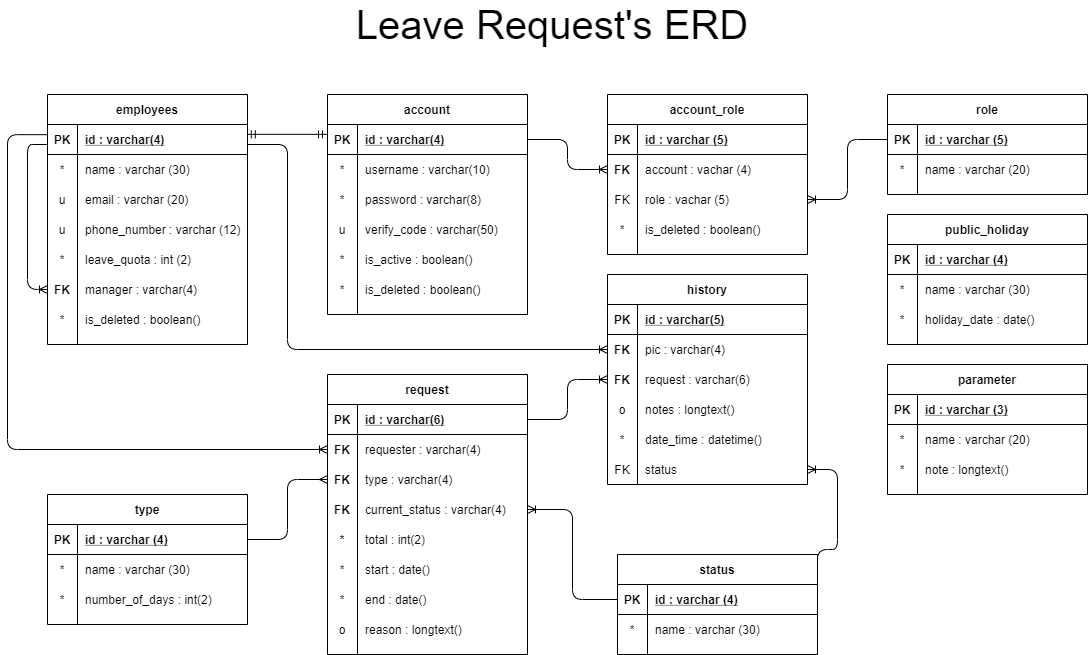 Leave Request's ERD
employees
PK id : varchar(4)
* name : varchar (30)
u email : varchar (20)
u phone_number : varchar (12)
* leave_quota : int (2)
FK manager : varchar(4)
* is_deleted : boolean()
account
PK id : varchar(4)
* username : varchar(10)
* password : varchar(8)
u verify_code : varchar(50)
* is_active : boolean()
* is_deleted : boolean()
account_role
PK id : varchar (5)
FK account : vachar (4)
FK role : vachar (5)
* is_deleted : boolean()
role
PK id : varchar (5)
* name : varchar (20)
public_holiday
PK id : varchar (4)
* name : varchar (30)
* holiday_date : date()
history
PK id : varchar(5)
FK pic : varchar(4)
FK request : varchar(6)
o notes : longtext()
* date_time : datetime()
FK status
parameter
PK id : varchar (3)
* name : varchar (20)
* note : longtext()
request
PK id : varchar(6)
FK requester : varchar(4)
FK type : varchar(4)
FK current_status : varchar(4)
* total : int(2)
* start : date()
* end : date()
o reason : longtext()
type
PK id : varchar (4)
* name : varchar (30)
* number_of_days : int(2)
status
PK id : varchar (4)
* name : varchar (30)